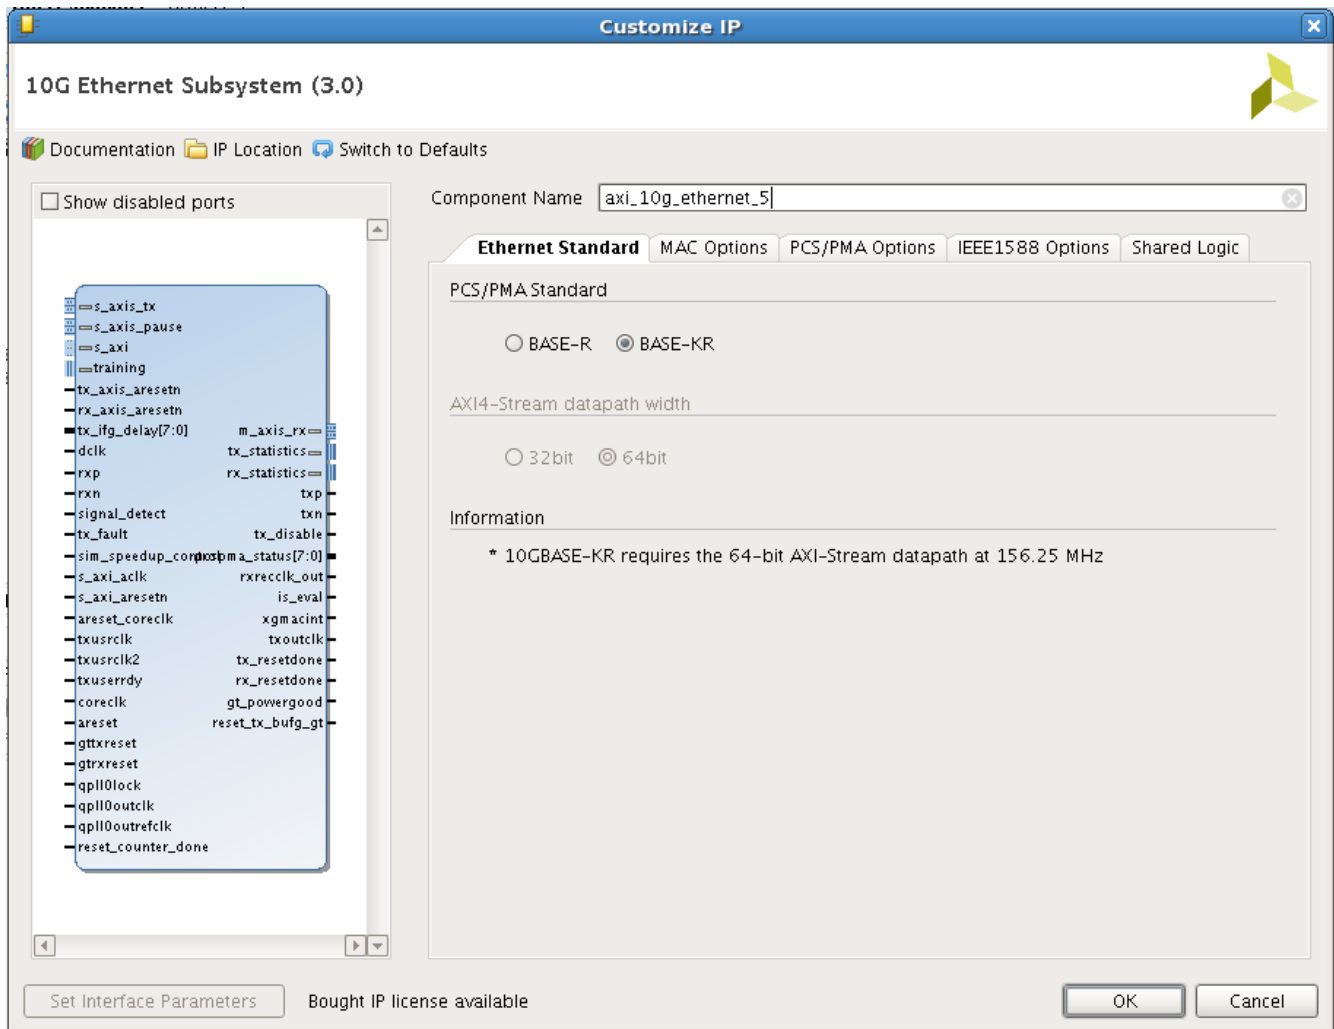 Customize IP
10G Ethernet Subsystem (3.0)
Documentation IP Location Switch to Defaults
Show disabled ports
Component Name axi_10g_ethernet_5
Ethernet Standard MAC Options PCS/PMA Options IEEE1588 Options Shared Logic
PCS/PMA Standard
BASE-R BASE-KR
AXI4-Stream datapath width
32bit 64bit
Information
* 10GBASE-KR requires the 64-bit AXI-Stream datapath at 156.25 MHz
s_axis_tx
s_axis_pause
s_axi
training
tx_axis_aresetn
rx_axis_aresetn
tx_ifg_delay[7:0] m_axis_rx
dclk tx_statistics
rxp rx_statistics
rxn txp
signal_detect txn
tx_fault tx_disable
sim_speedup_control pcspma_status[7:0]
s_axi_aclk rxrecclk_out
s_axi_aresetn is_eval
areset_coreclk xgmacint
txusrclk txoutclk
txusrclk2 tx_resetdone
txuserrdy rx_resetdone
coreclk gt_powergood
areset reset_tx_bufg_gt
gttxreset
gtrxreset
qpll0lock
qpll0outclk
qpll0outrefclk
reset_counter_done
Set Interface Parameters Bought IP license available OK Cancel